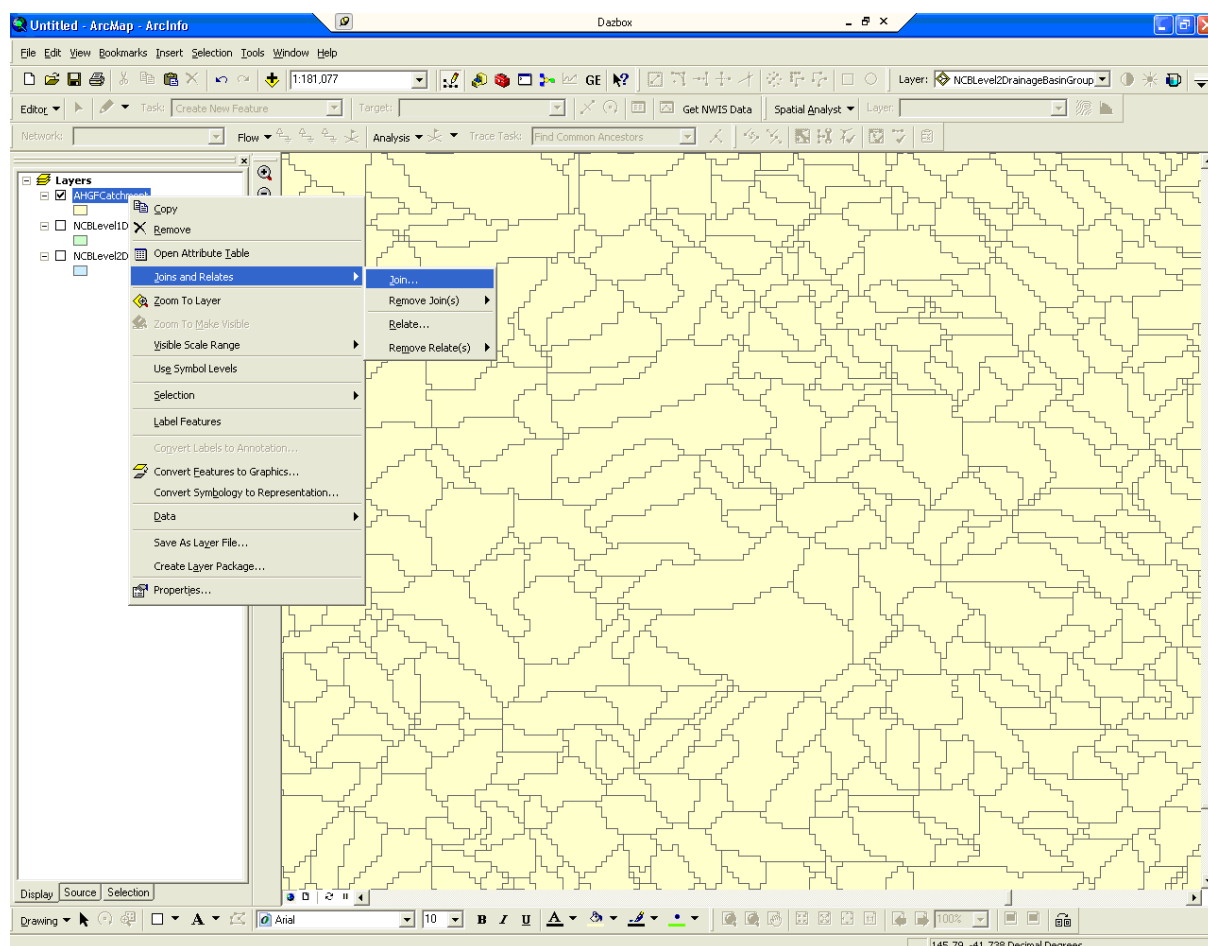 Untitled - ArcMap - ArcInfo
Dazbox
File Edit View Bookmarks Insert Selection Tools Window Help
1:181,077
GE
Layer: NCBLevel2DrainageBasinGroup
Editor
Task: Create New Feature
Target:
Get NWIS Data
Spatial Analyst
Layer:
Network:
Flow
Analysis
Trace Task: Find Common Ancestors
Layers
AHGFCatchment
NCBLevel1D
NCBLevel2D
Copy
Remove
Open Attribute Table
Joins and Relates
Zoom To Layer
Zoom To Make Visible
Visible Scale Range
Use Symbol Levels
Selection
Label Features
Convert Labels to Annotation...
Convert Features to Graphics...
Convert Symbology to Representation...
Data
Save As Layer File...
Create Layer Package...
Properties...
Join...
Remove Join(s)
Relate...
Remove Relate(s)
Display Source Selection
Drawing
A
Arial
10
B I U A
100%
145.79 -41.738 Decimal Degrees